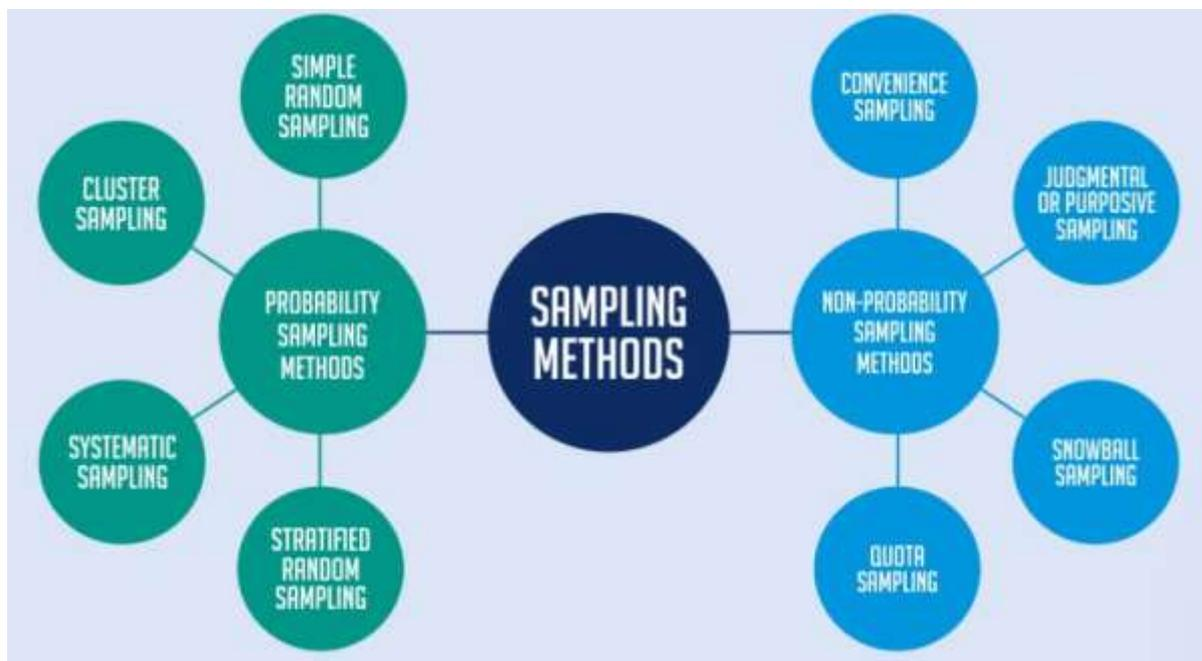 SIMPLE
RANDOM
SAMPLING
CLUSTER
SAMPLING
PROBABILITY
SAMPLING
METHODS
SYSTEMATIC
SAMPLING
STRATIFIED
RANDOM
SAMPLING
SAMPLING
METHODS
CONVENIENCE
SAMPLING
JUDGMENTAL
OR PURPOSIVE
SAMPLING
NON-PROBABILITY
SAMPLING
METHODS
SNOWBALL
SAMPLING
QUOTA
SAMPLING